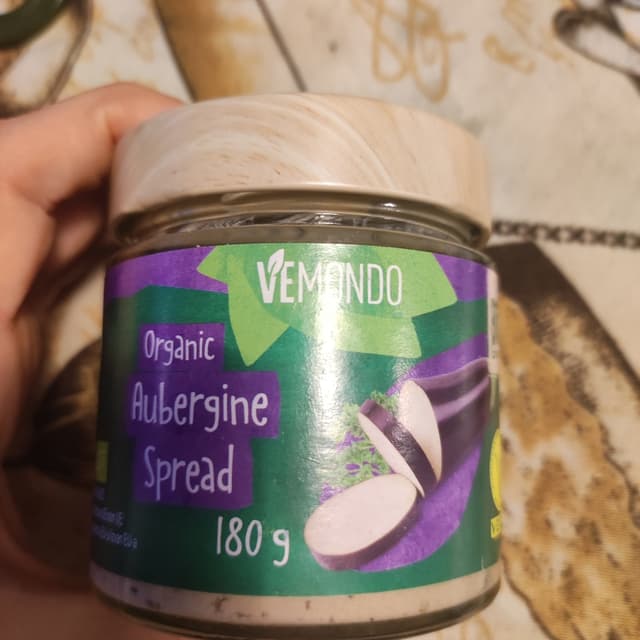 VEMONDO
Organic
Aubergine
Spread
180 g